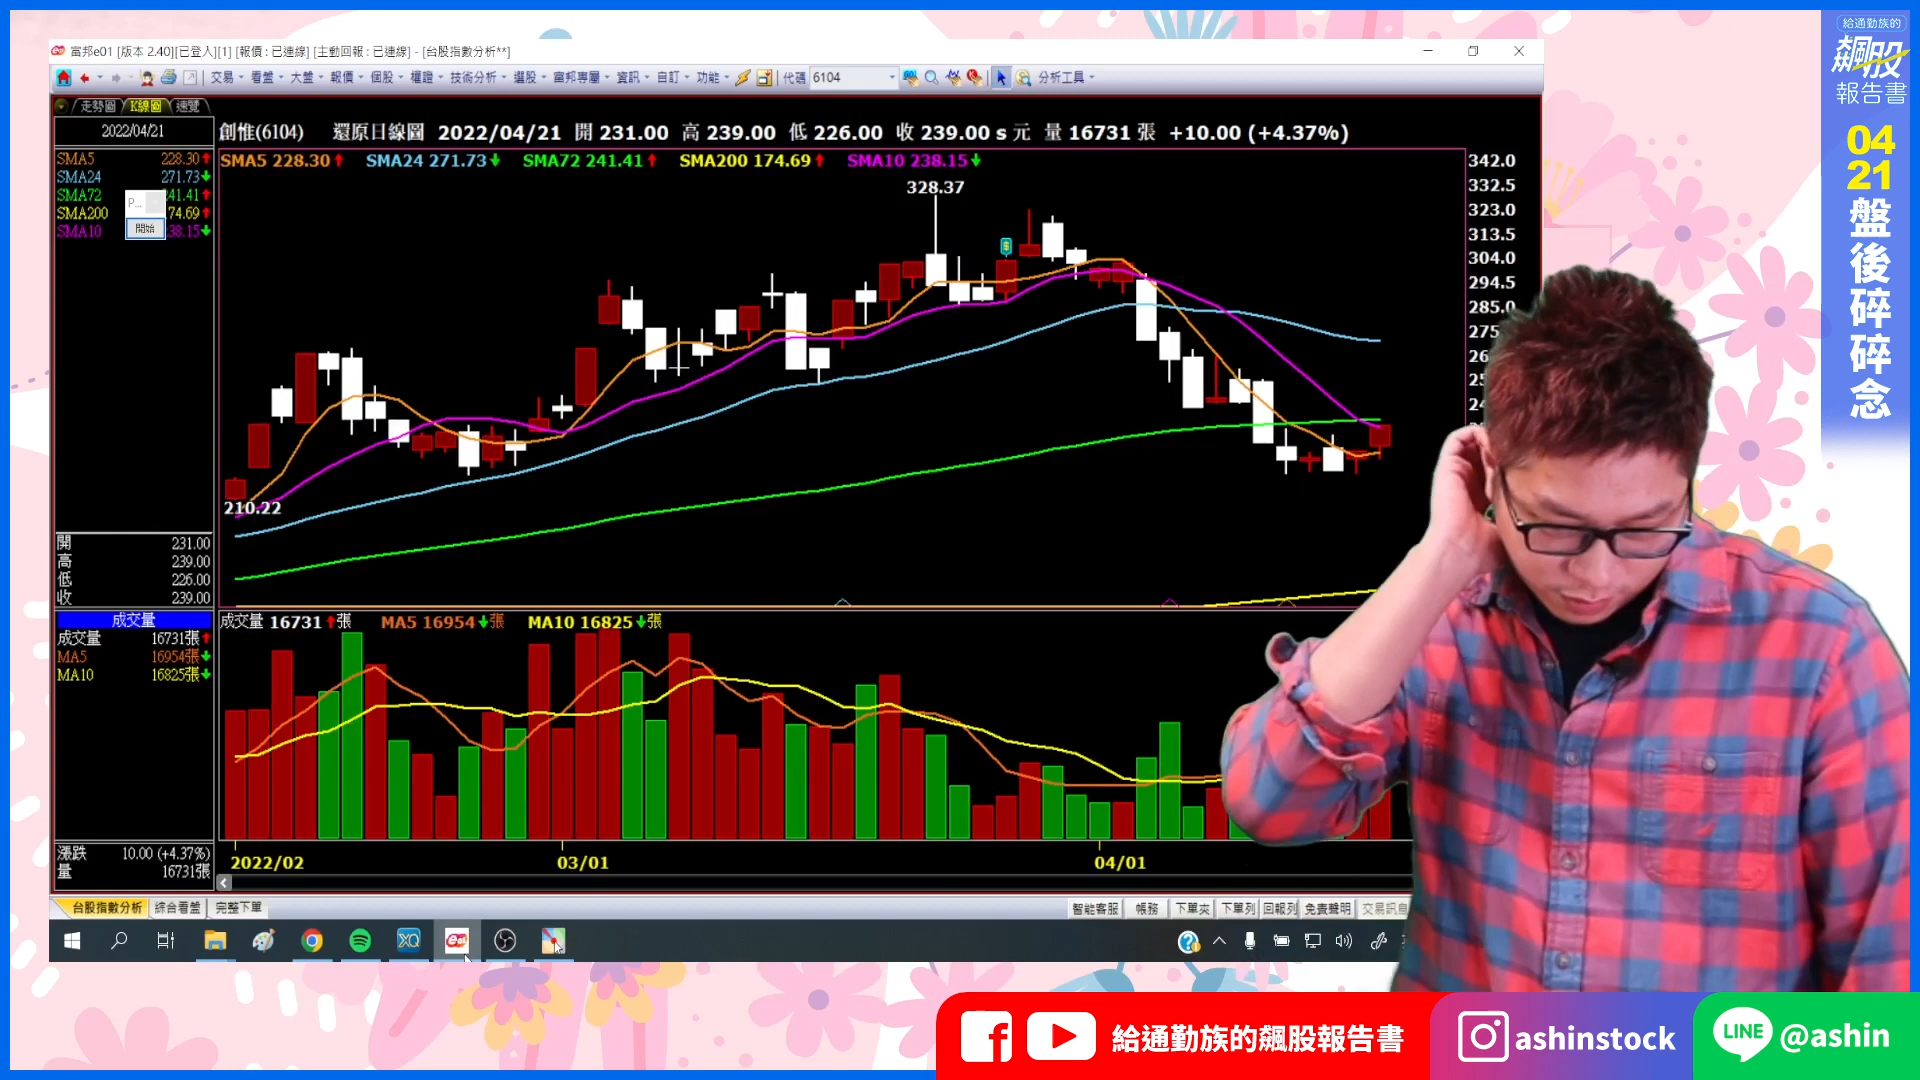 富邦e01 [版本 2.40][已登入][1] [報價 : 已連線] [主動回報 : 已連線] - [台股指數分析**]
交易 看盤 大盤 報價 個股 權證 技術分析 選股 富邦專屬 資訊 自訂 功能 代碼 6104 分析工具
走勢圖 K線圖 速覽
2022/04/21
創惟(6104) 還原日線圖 2022/04/21 開 231.00 高 239.00 低 226.00 收 239.00 s 元 量 16731 張 +10.00 (+4.37%)
SMA5 228.30
SMA24 271.73
SMA72 241.41
SMA200 74.69
SMA10 38.15
P...
開始
SMA5 228.30 SMA24 271.73 SMA72 241.41 SMA200 174.69 SMA10 238.15
328.37
210.22
342.0
332.5
323.0
313.5
304.0
294.5
285.0
275
26
25
24
開 231.00
高 239.00
低 226.00
收 239.00
成交量
成交量 16731張
MA5 16954張
MA10 16825張
成交量 16731 張 MA5 16954 張 MA10 16825 張
漲跌 10.00 (+4.37%)
量 16731張
2022/02 03/01 04/01
台股指數分析 綜合看盤 完整下單
智能客服 帳務 下單夾 下單列 回報列 免責聲明 交易訊息
XQ
給通勤族的
飆股
報告書
04
21
盤後碎碎念
給通勤族的飆股報告書
ashinstock
LINE @ashin